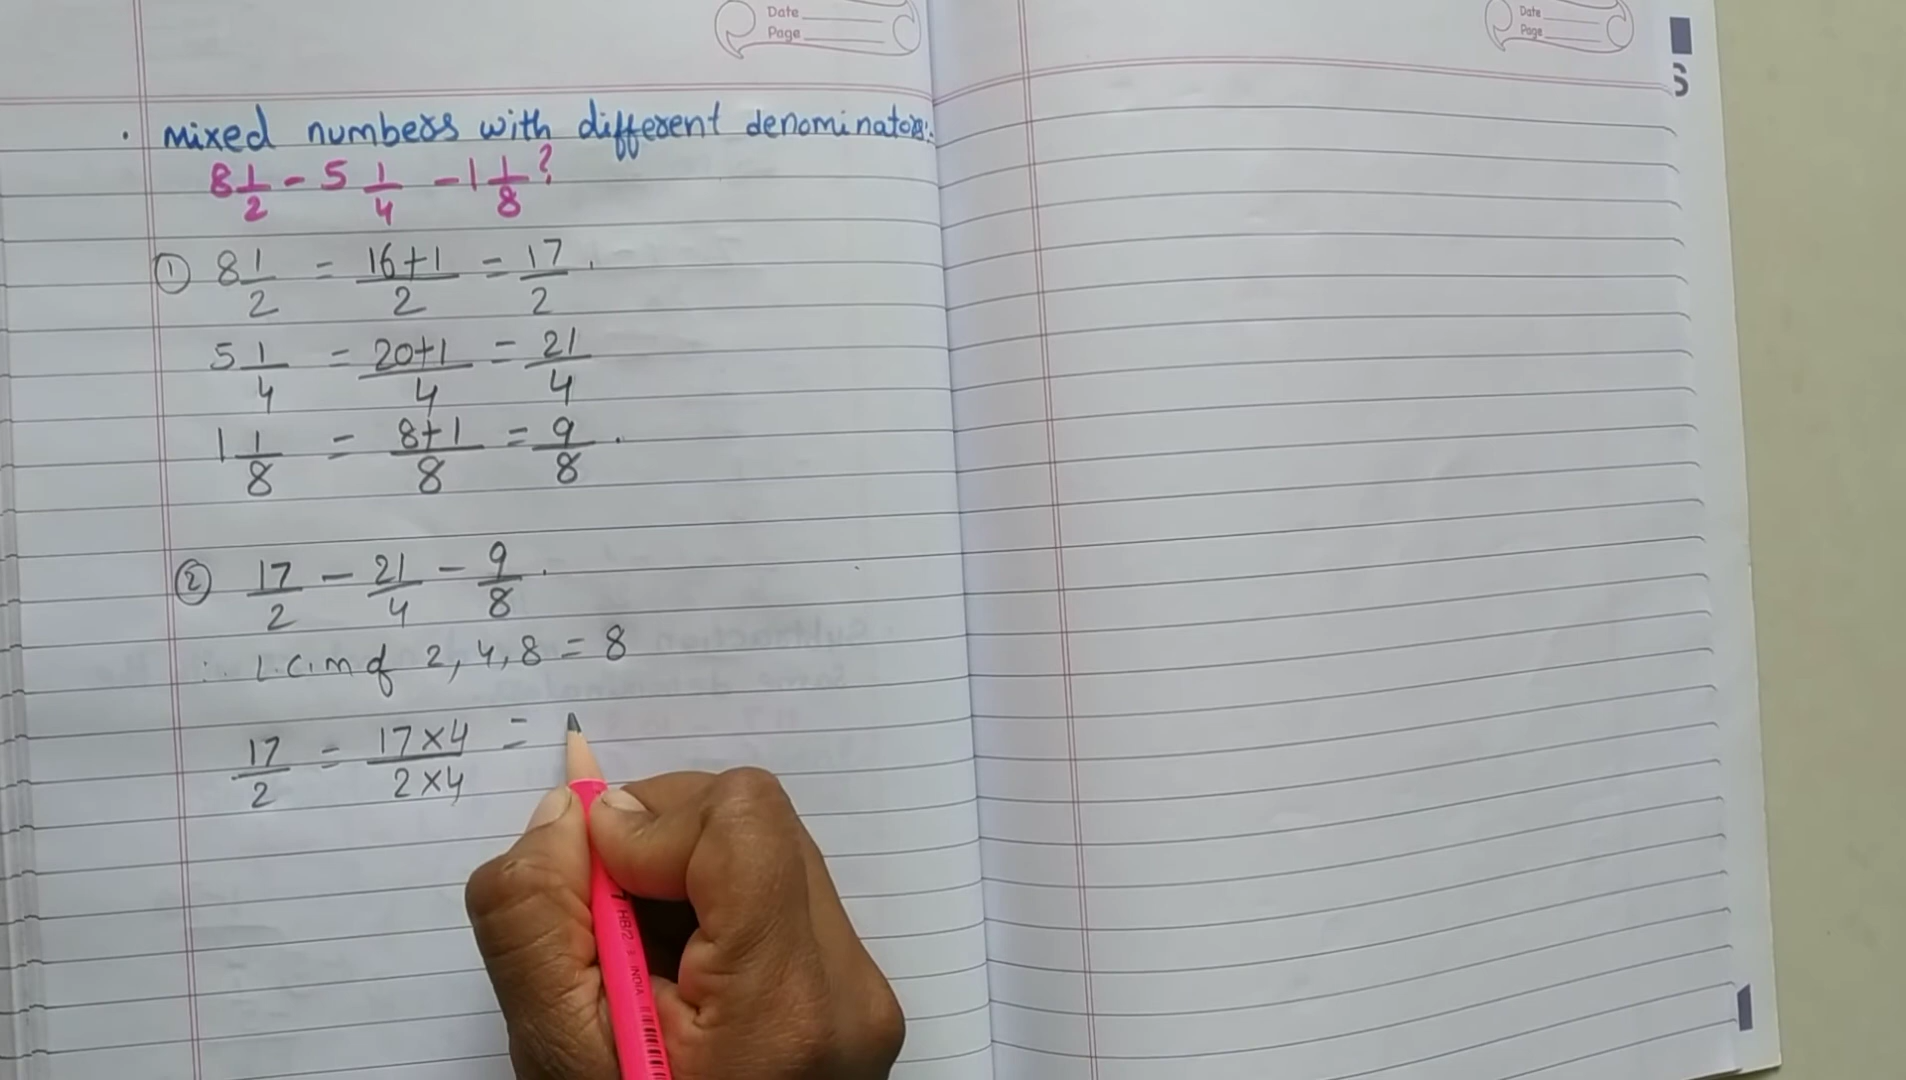 Date
Page
Date
Page
S
· mixed numbers with different denominators:
8 1/2 - 5 1/4 - 1 1/8 ?
① 8 1/2 = 16+1/2 = 17/2 .
5 1/4 = 20+1/4 = 21/4
1 1/8 = 8+1/8 = 9/8 .
② 17/2 - 21/4 - 9/8 .
∴ L.C.M of 2, 4, 8 = 8
17/2 = 17×4/2×4 =
HB/2 INDIA